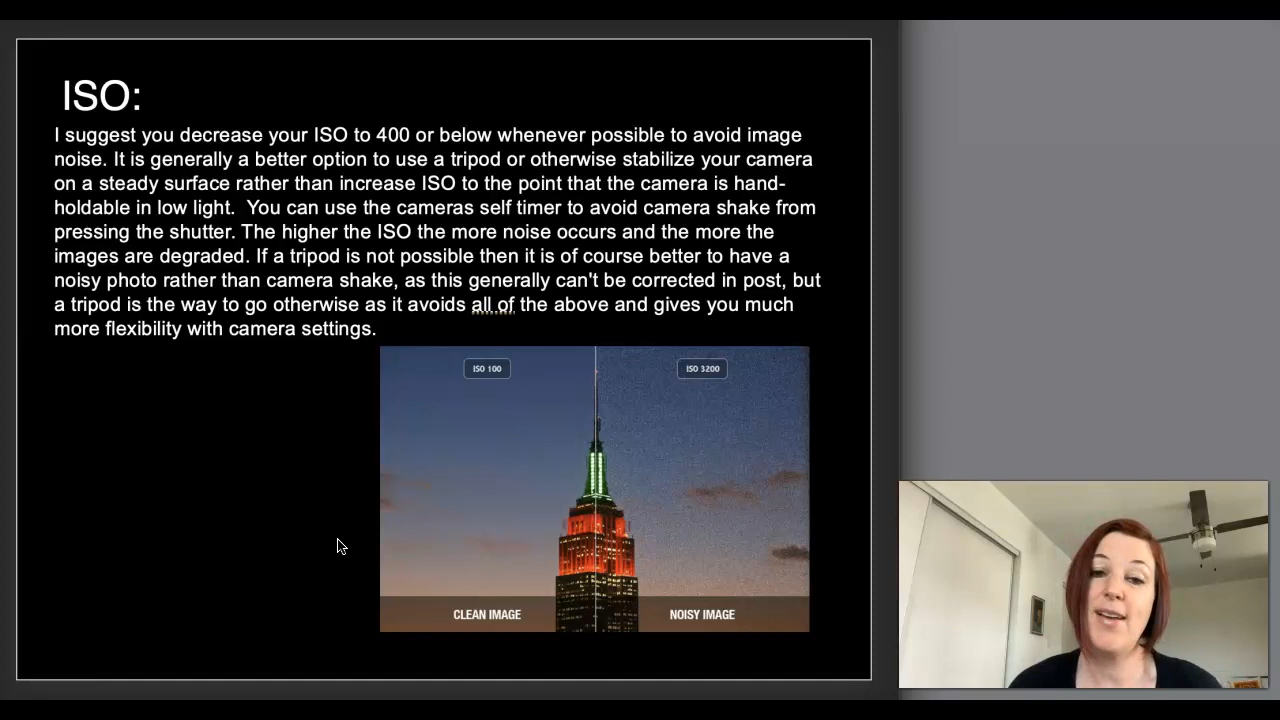 ISO:
I suggest you decrease your ISO to 400 or below whenever possible to avoid image
noise. It is generally a better option to use a tripod or otherwise stabilize your camera
on a steady surface rather than increase ISO to the point that the camera is hand-
holdable in low light.  You can use the cameras self timer to avoid camera shake from
pressing the shutter. The higher the ISO the more noise occurs and the more the
images are degraded. If a tripod is not possible then it is of course better to have a
noisy photo rather than camera shake, as this generally can't be corrected in post, but
a tripod is the way to go otherwise as it avoids all of the above and gives you much
more flexibility with camera settings.
ISO 100
ISO 3200
CLEAN IMAGE
NOISY IMAGE